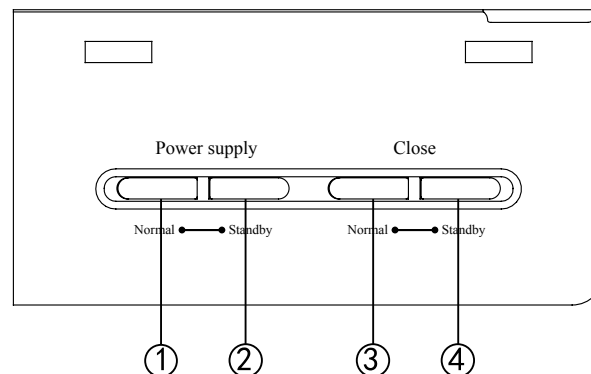 Power supply Close
Normal Standby Normal Standby
① ② ③ ④